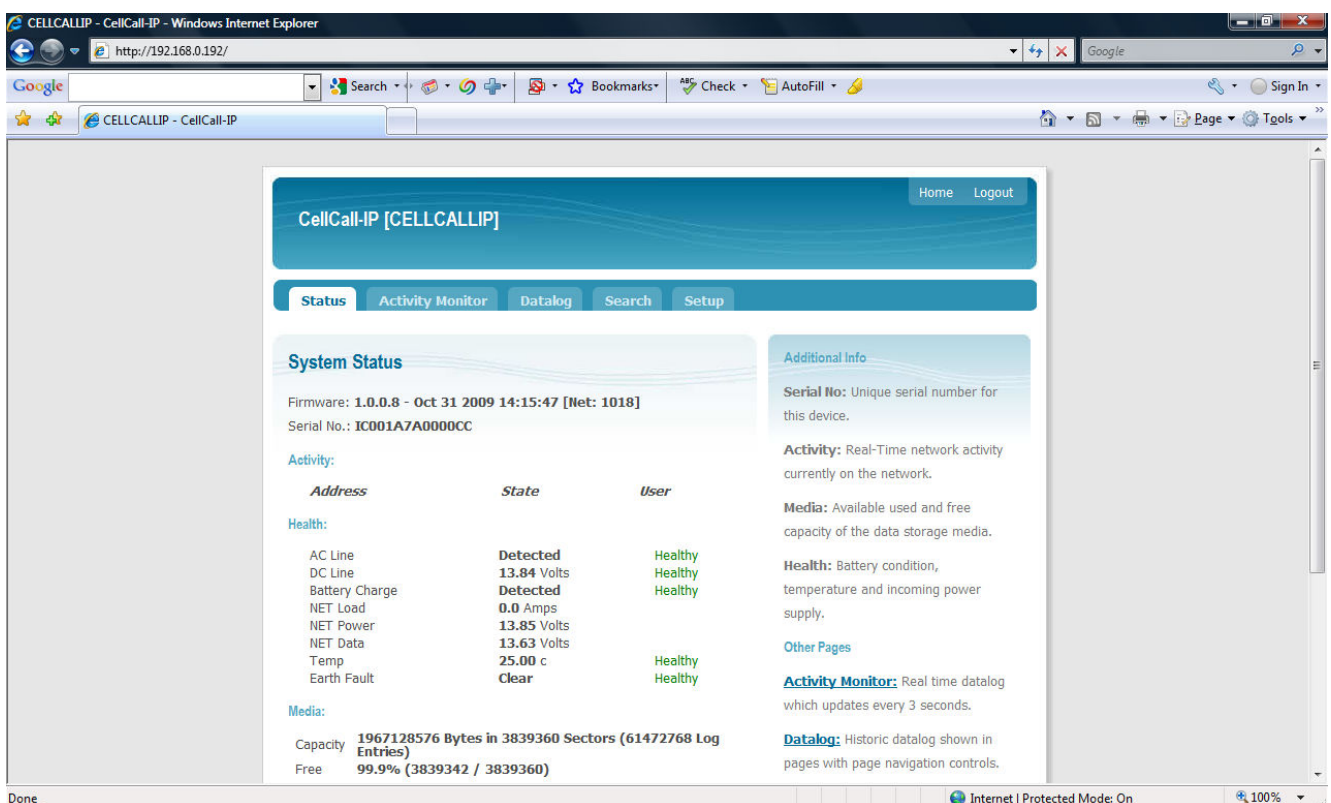 CELLCALLIP - CellCall-IP - Windows Internet Explorer
http://192.168.0.192/
Google
Google
Search
Bookmarks
ABC Check
AutoFill
Sign In
CELLCALLIP - CellCall-IP
Page
Tools
Home Logout
CellCall-IP [CELLCALLIP]
Status Activity Monitor Datalog Search Setup
System Status
Firmware: 1.0.0.8 - Oct 31 2009 14:15:47 [Net: 1018]
Serial No.: IC001A7A0000CC
Activity:
Address State User
Health:
AC Line Detected Healthy
DC Line 13.84 Volts Healthy
Battery Charge Detected Healthy
NET Load 0.0 Amps
NET Power 13.85 Volts
NET Data 13.63 Volts
Temp 25.00 c Healthy
Earth Fault Clear Healthy
Media:
Capacity 1967128576 Bytes in 3839360 Sectors (61472768 Log
Entries)
Free 99.9% (3839342 / 3839360)
Additional Info
Serial No: Unique serial number for
this device.
Activity: Real-Time network activity
currently on the network.
Media: Available used and free
capacity of the data storage media.
Health: Battery condition,
temperature and incoming power
supply.
Other Pages
Activity Monitor: Real time datalog
which updates every 3 seconds.
Datalog: Historic datalog shown in
pages with page navigation controls.
Done
Internet | Protected Mode: On
100%